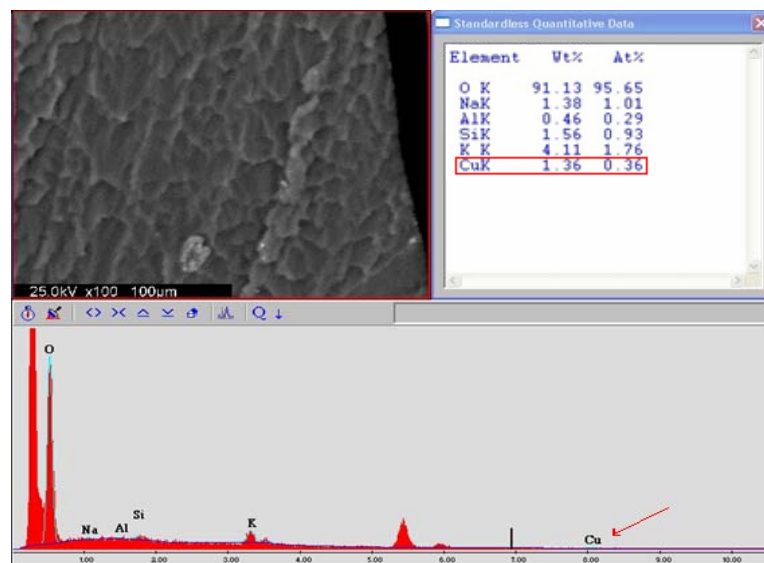 Standardless Quantitative Data
Element Wt% At%
O K 91.13 95.65
NaK 1.38 1.01
AlK 0.46 0.29
SiK 1.56 0.93
K K 4.11 1.76
CuK 1.36 0.36
25.0kV x100 100µm
Q
O
Na
Al
Si
K
Cu
1.00 2.00 3.00 4.00 5.00 6.00 7.00 8.00 9.00 10.00